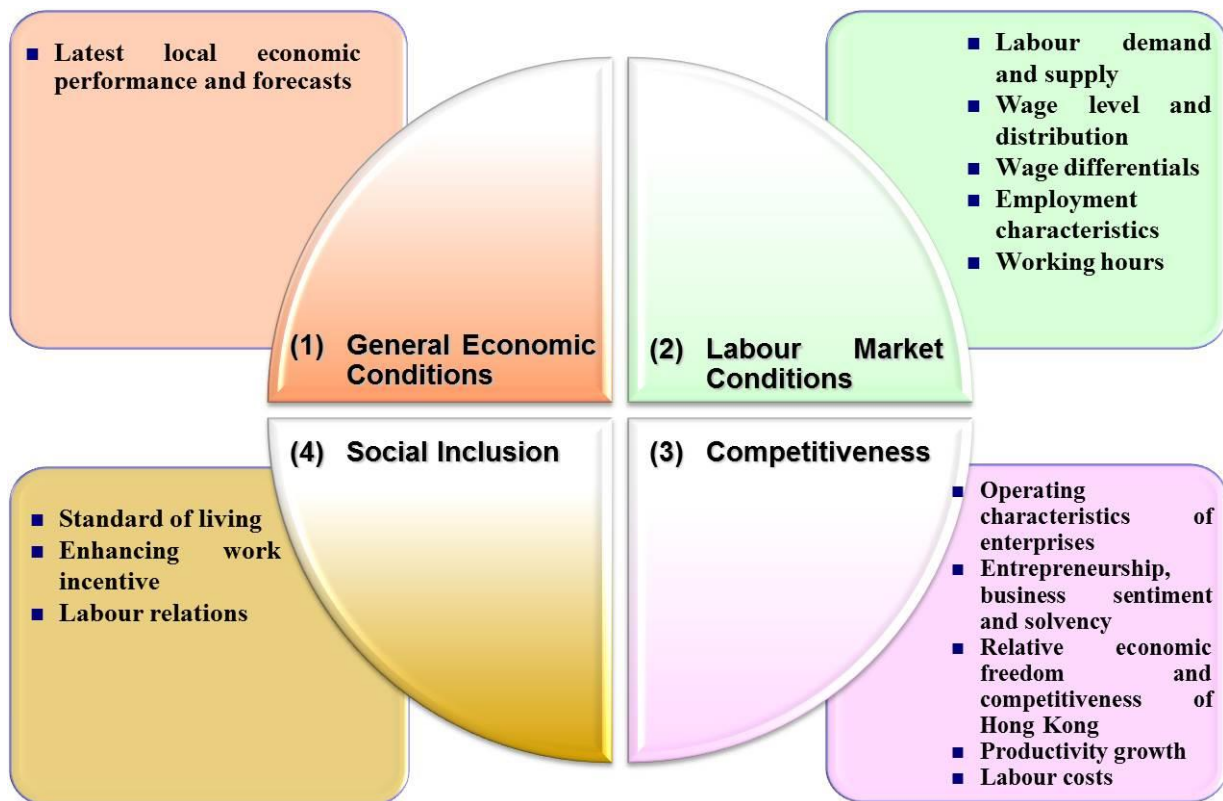 ■ Latest local economic
performance and forecasts
(1) General Economic
Conditions
■ Labour demand
and supply
■ Wage level and
distribution
■ Wage differentials
■ Employment
characteristics
■ Working hours
(2) Labour Market
Conditions
(4) Social Inclusion
■ Standard of living
■ Enhancing work
incentive
■ Labour relations
(3) Competitiveness
■ Operating
characteristics of
enterprises
■ Entrepreneurship,
business sentiment
and solvency
■ Relative economic
freedom and
competitiveness of
Hong Kong
■ Productivity growth
■ Labour costs